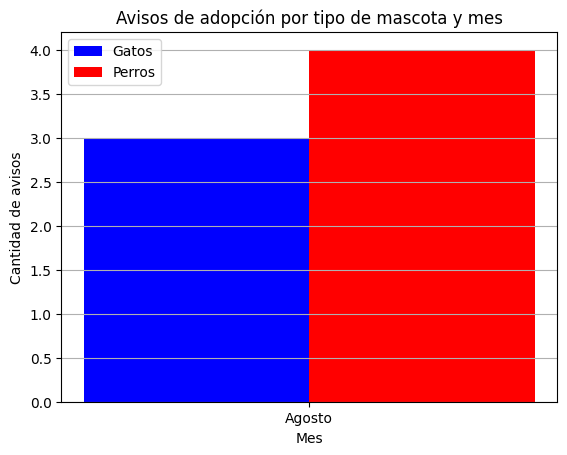 Avisos de adopción por tipo de mascota y mes
Gatos
Perros
Cantidad de avisos
4.0
3.5
3.0
2.5
2.0
1.5
1.0
0.5
0.0
Agosto
Mes